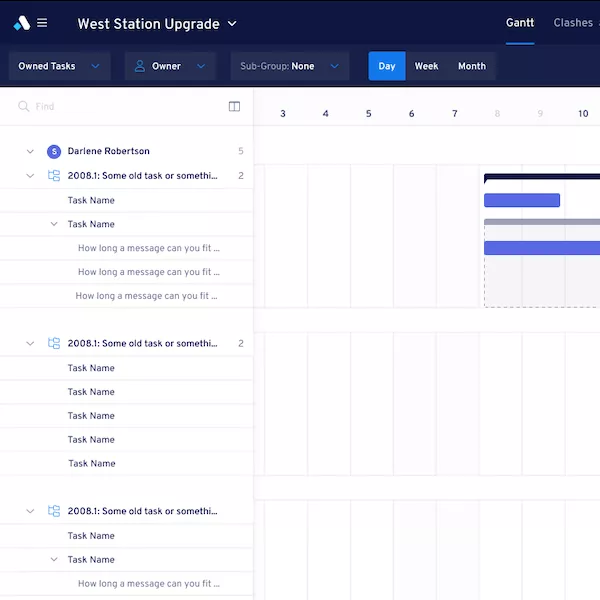 West Station Upgrade
Gantt Clashes
Owned Tasks Owner Sub-Group: None Day Week Month
Find
3 4 5 6 7 8 9 10
S Darlene Robertson 5
2008.1: Some old task or somethi... 2
Task Name
Task Name
How long a message can you fit ...
How long a message can you fit ...
How long a message can you fit ...
2008.1: Some old task or somethi... 2
Task Name
Task Name
Task Name
Task Name
Task Name
2008.1: Some old task or somethi...
Task Name
Task Name
How long a message can you fit ...